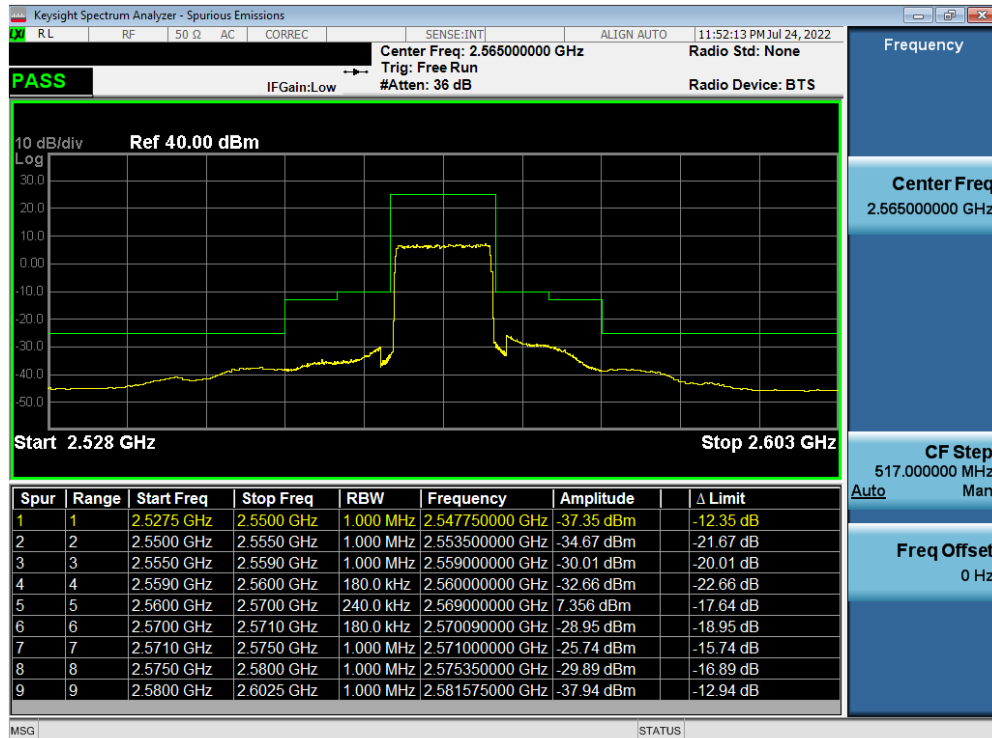 Keysight Spectrum Analyzer - Spurious Emissions
LXI RL RF 50 Ω AC CORREC SENSE:INT ALIGN AUTO 11:52:13 PM Jul 24, 2022
Center Freq: 2.565000000 GHz Radio Std: None
Trig: Free Run
PASS IFGain:Low #Atten: 36 dB Radio Device: BTS
10 dB/div Ref 40.00 dBm
Log
30.0
20.0
10.0
0.00
-10.0
-20.0
-30.0
-40.0
-50.0
Start 2.528 GHz Stop 2.603 GHz
Spur Range Start Freq Stop Freq RBW Frequency Amplitude Δ Limit
1 1 2.5275 GHz 2.5500 GHz 1.000 MHz 2.547750000 GHz -37.35 dBm -12.35 dB
2 2 2.5500 GHz 2.5550 GHz 1.000 MHz 2.553500000 GHz -34.67 dBm -21.67 dB
3 3 2.5550 GHz 2.5590 GHz 1.000 MHz 2.559000000 GHz -30.01 dBm -20.01 dB
4 4 2.5590 GHz 2.5600 GHz 180.0 kHz 2.560000000 GHz -32.66 dBm -22.66 dB
5 5 2.5600 GHz 2.5700 GHz 240.0 kHz 2.569000000 GHz 7.356 dBm -17.64 dB
6 6 2.5700 GHz 2.5710 GHz 180.0 kHz 2.570090000 GHz -28.95 dBm -18.95 dB
7 7 2.5710 GHz 2.5750 GHz 1.000 MHz 2.571000000 GHz -25.74 dBm -15.74 dB
8 8 2.5750 GHz 2.5800 GHz 1.000 MHz 2.575350000 GHz -29.89 dBm -16.89 dB
9 9 2.5800 GHz 2.6025 GHz 1.000 MHz 2.581575000 GHz -37.94 dBm -12.94 dB
MSG STATUS
Frequency
Center Freq
2.565000000 GHz
CF Step
517.000000 MHz
Auto Man
Freq Offset
0 Hz